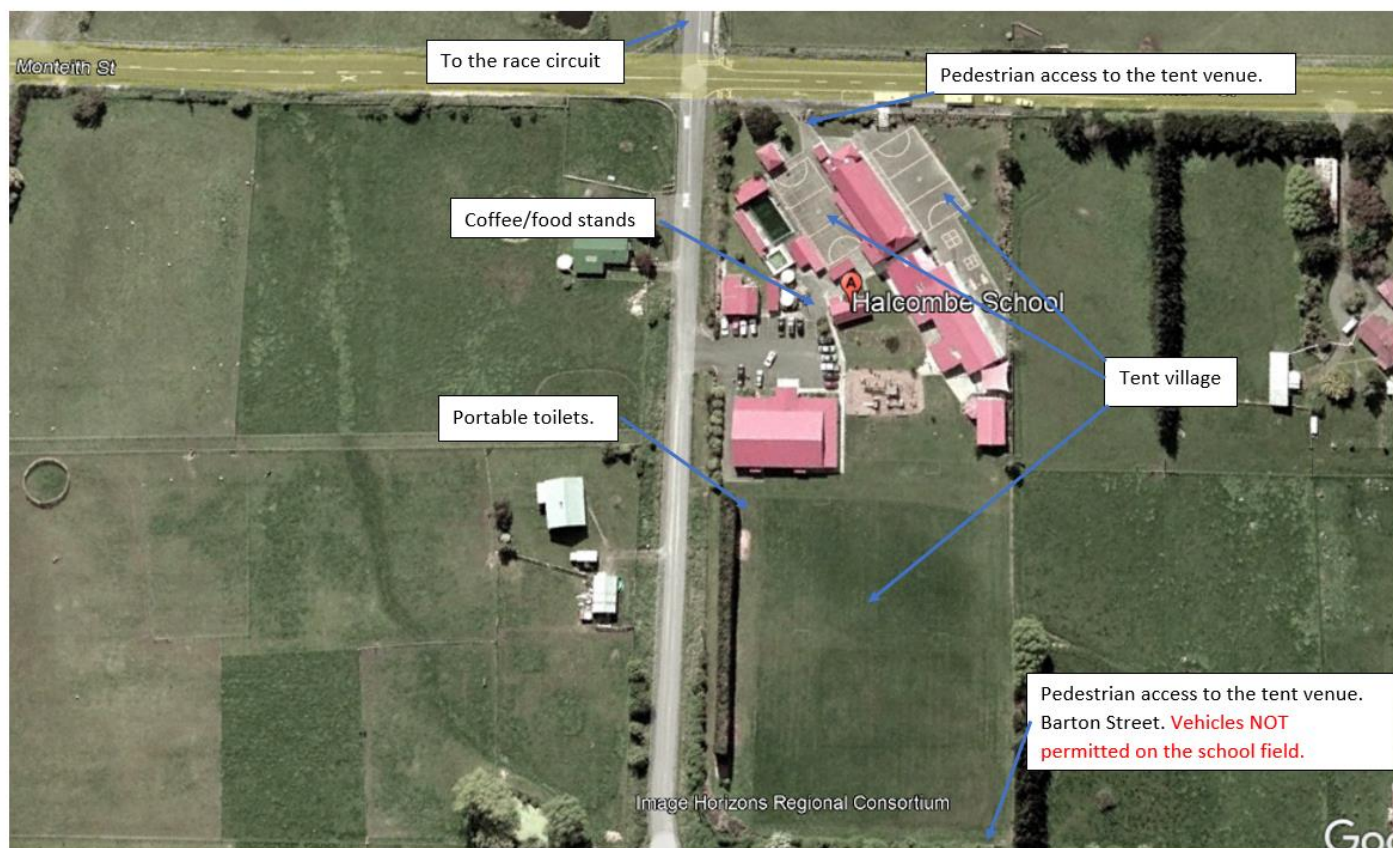 To the race circuit
Monteith St
Pedestrian access to the tent venue.
Coffee/food stands
A
Halcombe School
Tent village
Portable toilets.
Pedestrian access to the tent venue.
Barton Street. Vehicles NOT
permitted on the school field.
Image Horizons Regional Consortium
Goo